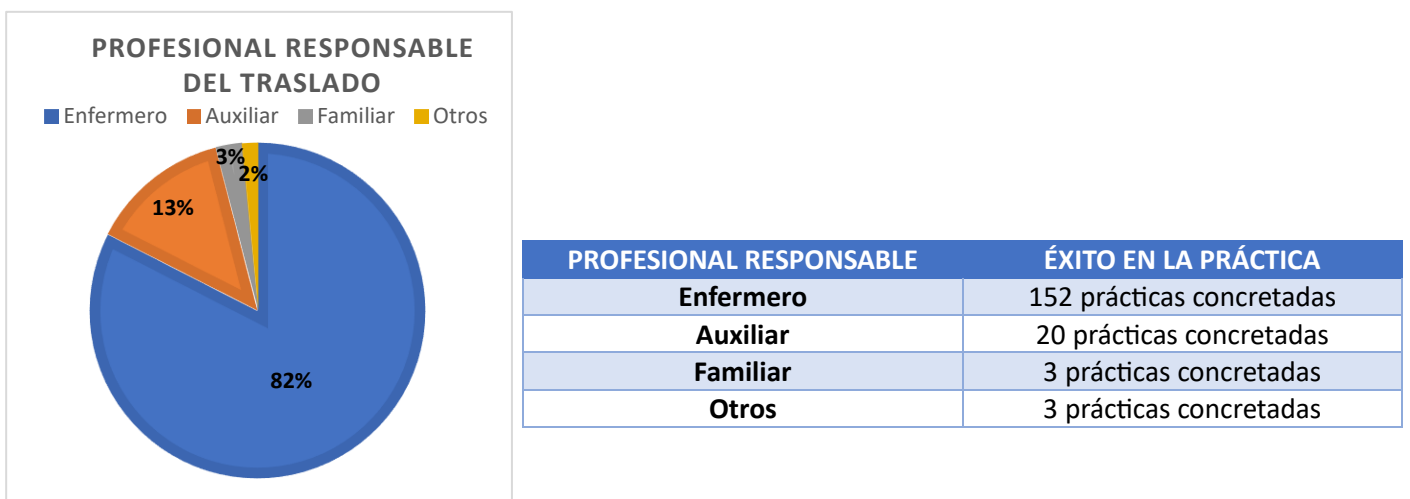 PROFESIONAL RESPONSABLE
DEL TRASLADO
Enfermero Auxiliar Familiar Otros
3%
2%
13%
82%
PROFESIONAL RESPONSABLE ÉXITO EN LA PRÁCTICA
Enfermero 152 prácticas concretadas
Auxiliar 20 prácticas concretadas
Familiar 3 prácticas concretadas
Otros 3 prácticas concretadas